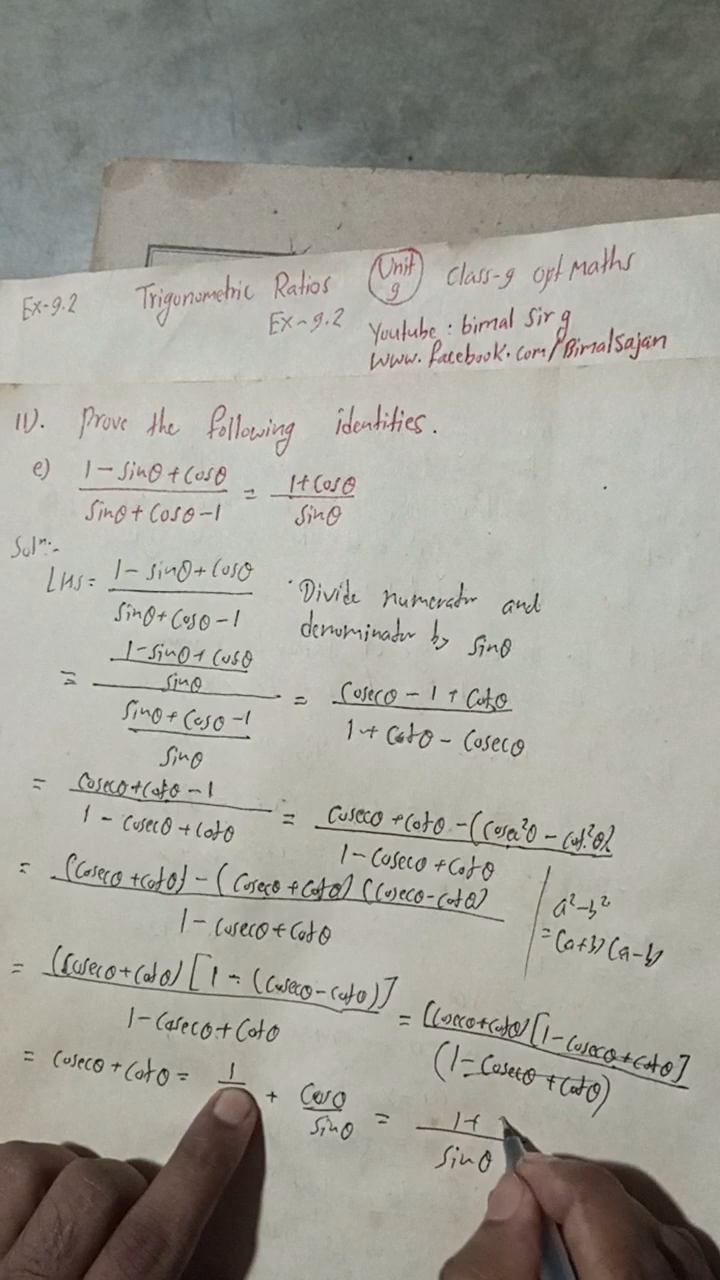 Ex-9.2 Trigonometric Ratios Unit 9 Class-9 opt Maths
Ex-9.2 Youtube : bimal Sir g
www.facebook.com/Bimalsajan
11). Prove the following identities.
e) (1-sinθ+cosθ)/(sinθ+cosθ-1) = (1+cosθ)/sinθ
Solⁿ:-
LHS = (1-sinθ+cosθ)/(sinθ+cosθ-1) Divide numerator and
denominator by sinθ
= ((1-sinθ+cosθ)/sinθ)/((sinθ+cosθ-1)/sinθ) = (cosecθ-1+cotθ)/(1+cotθ-cosecθ)
= (cosecθ+cotθ-1)/(1-cosecθ+cotθ) = (cosecθ+cotθ-(cosec²θ-cot²θ))/(1-cosecθ+cotθ)
= ((cosecθ+cotθ)-(cosecθ+cotθ)(cosecθ-cotθ))/(1-cosecθ+cotθ) a²-b²
=(a+b)(a-b)
= ((cosecθ+cotθ)[1-(cosecθ-cotθ)])/(1-cosecθ+cotθ) = ((cosecθ+cotθ)[1-cosecθ+cotθ])/((1-cosecθ+cotθ))
= cosecθ+cotθ = 1/ + cosθ/sinθ = 1+/sinθ